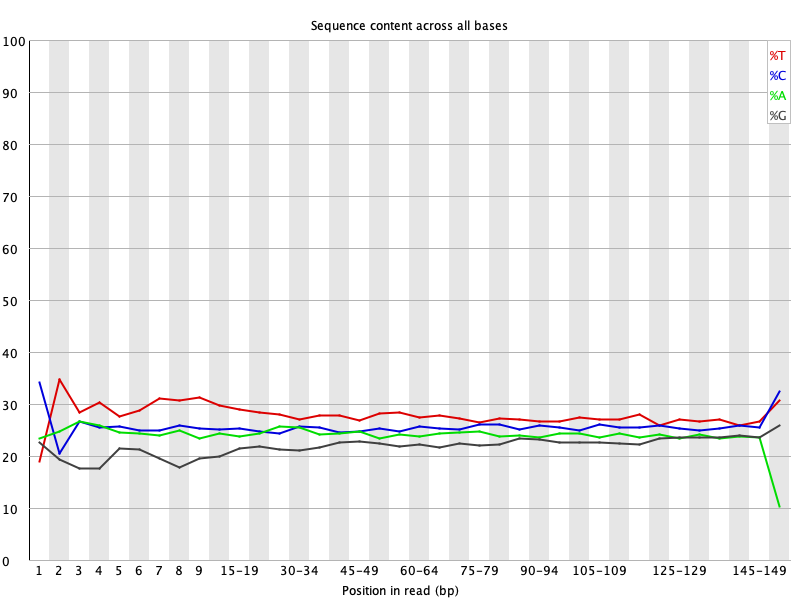 Sequence content across all bases
100
90
80
70
60
50
40
30
20
10
0
%T
%C
%A
%G
1 2 3 4 5 6 7 8 9 15-19 30-34 45-49 60-64 75-79 90-94 105-109 125-129 145-149
Position in read (bp)